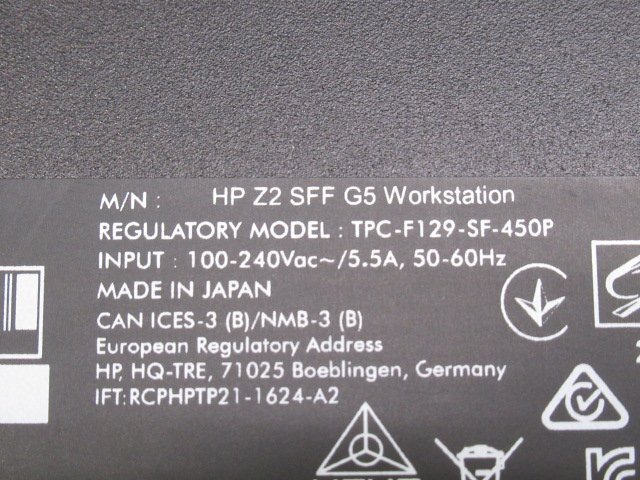 M/N : HP Z2 SFF G5 Workstation
REGULATORY MODEL : TPC-F129-SF-450P
INPUT : 100-240Vac~/5.5A, 50-60Hz
MADE IN JAPAN
CAN ICES-3 (B)/NMB-3 (B)
European Regulatory Address
HP, HQ-TRE, 71025 Boeblingen, Germany
IFT:RCPHPTP21-1624-A2